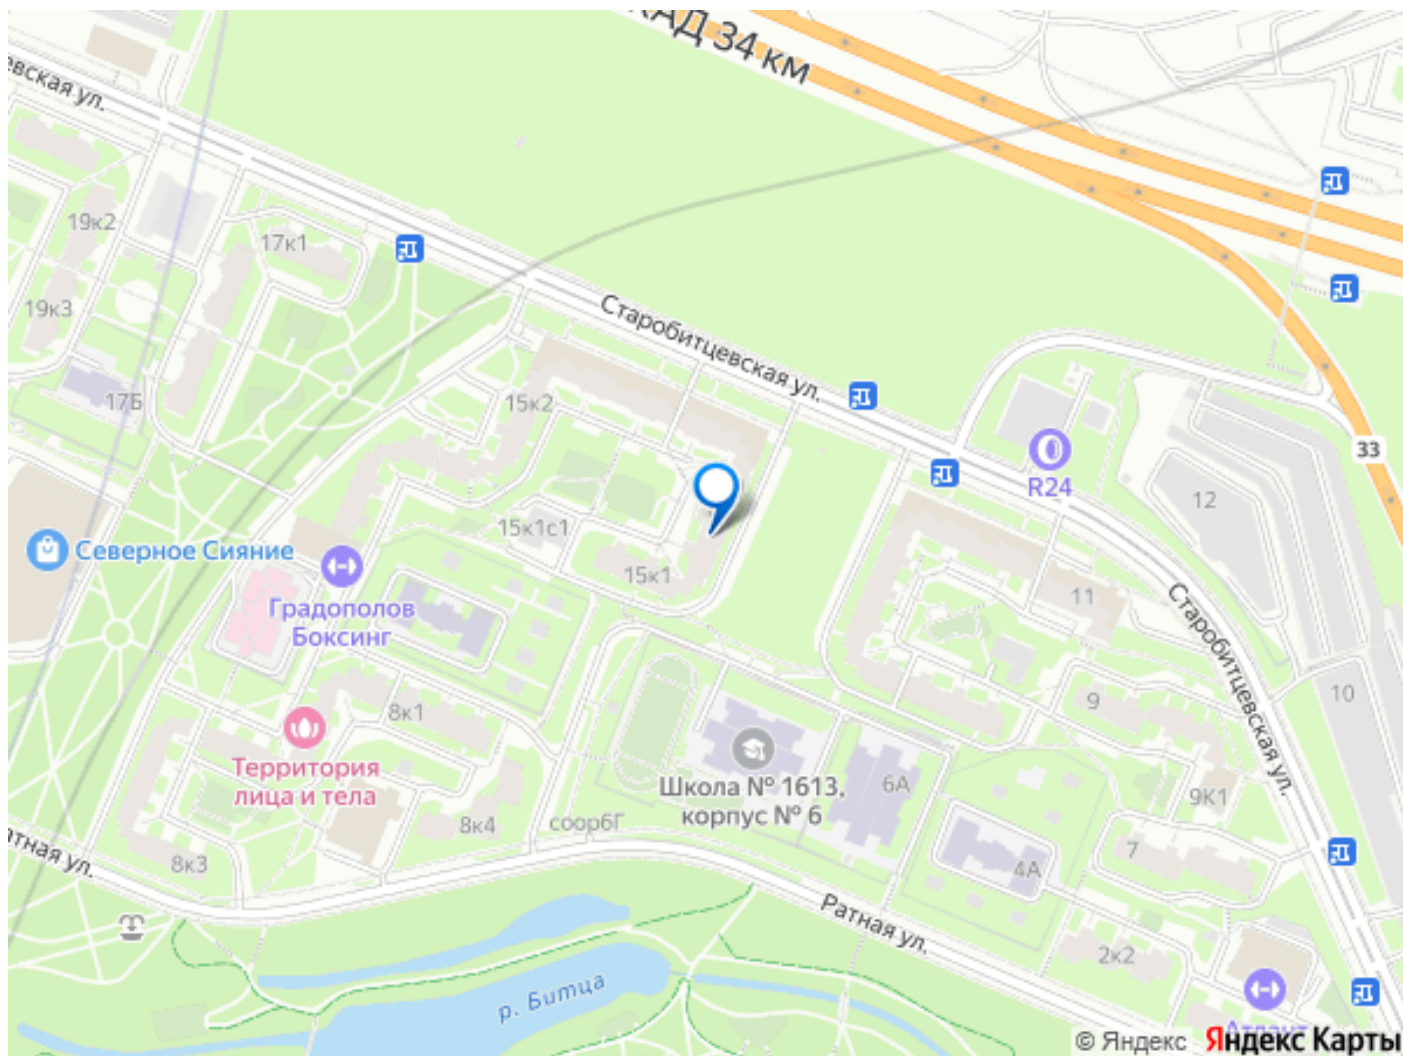 КАД 34 км
вская ул.
19к2
17к1
19к3
Старобитцевская ул.
17Б
15к2
33
R24
12
15к1с1
Северное Сияние
15к1
Градополов
Боксинг
11
Старобитцевская ул.
10
9
8к1
Территория
лица и тела
Школа № 1613,
корпус № 6
6А
9К1
8к4
соор6Г
7
тная ул.
8к3
4А
Ратная ул.
2к2
р. Битца
Атлант
© Яндекс Яндекс Карты